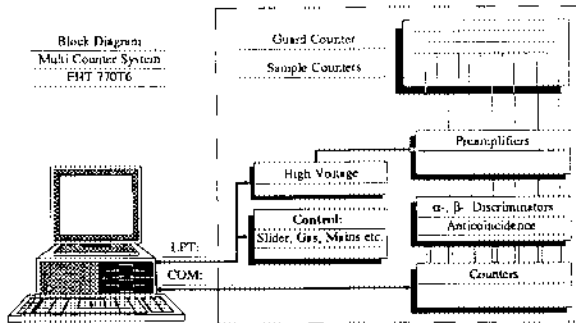 Block Diagram
Multi Counter System
FHT 770T6
Guard Counter
Sample Counters
Preamplifiers
High Voltage
Control:
Slider, Gas, Mains etc.
α-, β- Discriminators
Anticoincidence
LPT:
COM:
Counters